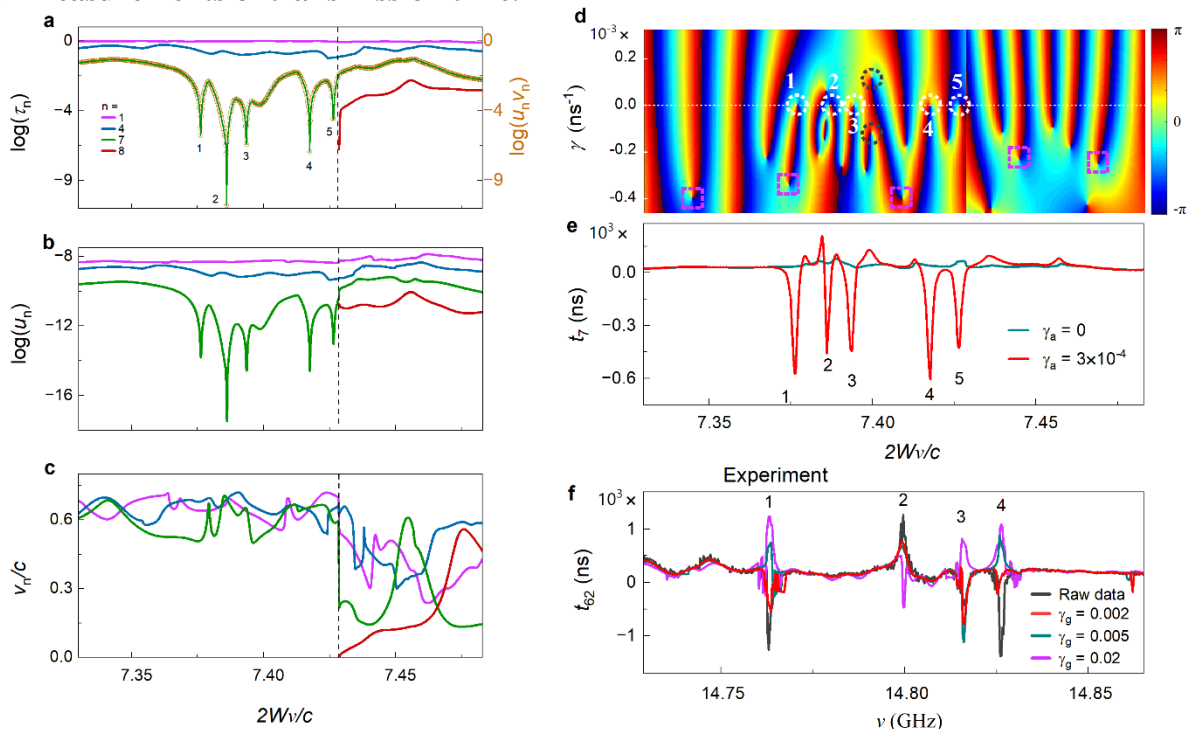 a
0
−4
−9
log(τn)
n =
1
4
7
8
1
2
3
4
5
0
−4
−9
log(unvn)
b
−8
−12
−16
log(un)
c
0.6
0.3
0.0
vn/c
7.35
7.40
7.45
2Wν/c
d
10⁻³ ×
0.2
0.0
-0.2
-0.4
γ (ns⁻¹)
1
2
3
4
5
π
0
-π
e
10³ ×
0.0
−0.3
−0.6
t7 (ns)
γa = 0
γa = 3×10⁻⁴
1
2
3
4
5
7.35
7.40
7.45
2Wν/c
Experiment
f
10³ ×
1
0
−1
t62 (ns)
1
2
3
4
Raw data
γg = 0.002
γg = 0.005
γg = 0.02
14.75
14.80
14.85
ν (GHz)